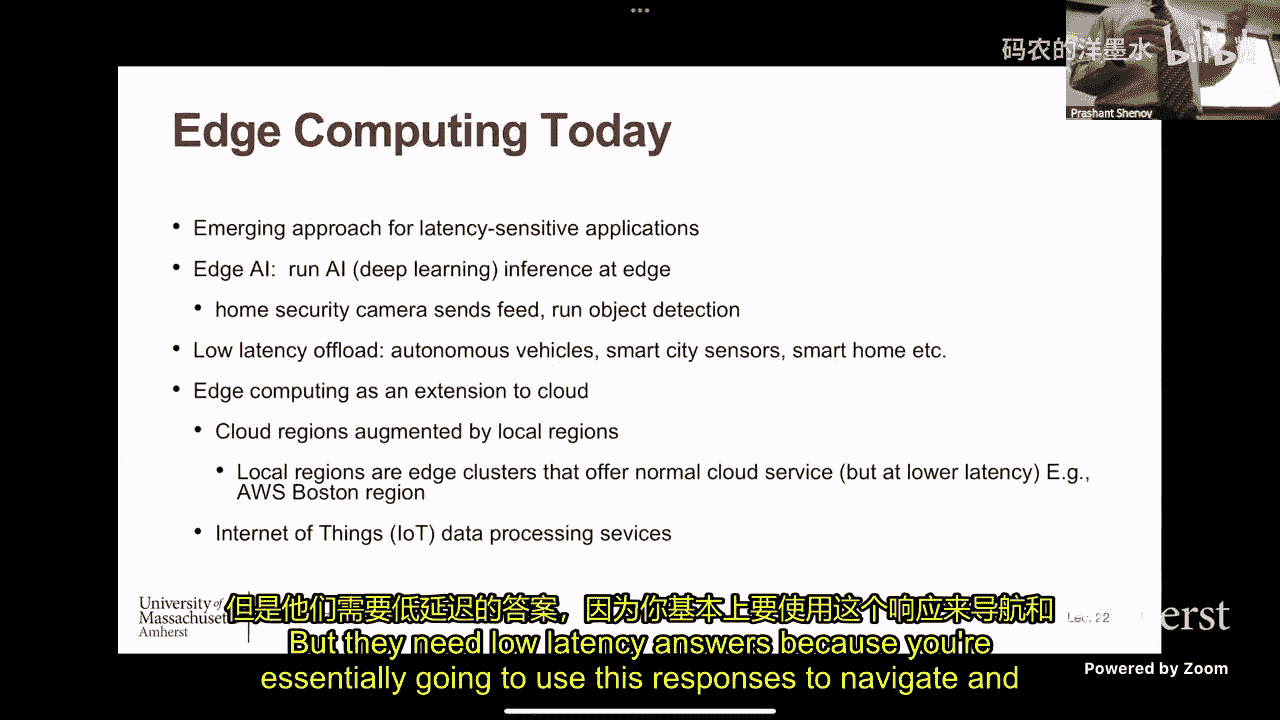 码农的洋墨水 bilibili
Prashant Shenoy
Edge Computing Today
• Emerging approach for latency-sensitive applications
• Edge AI: run AI (deep learning) inference at edge
• home security camera sends feed, run object detection
• Low latency offload: autonomous vehicles, smart city sensors, smart home etc.
• Edge computing as an extension to cloud
• Cloud regions augmented by local regions
• Local regions are edge clusters that offer normal cloud service (but at lower latency) E.g.,
AWS Boston region
• Internet of Things (IoT) data processing sevices
University of
Massachuset
Amherst
Lec. 22
erst
但是他们需要低延迟的答案，因为你基本上要使用这个响应来导航和
But they need low latency answers because you're
essentially going to use this responses to navigate and
Powered by Zoom